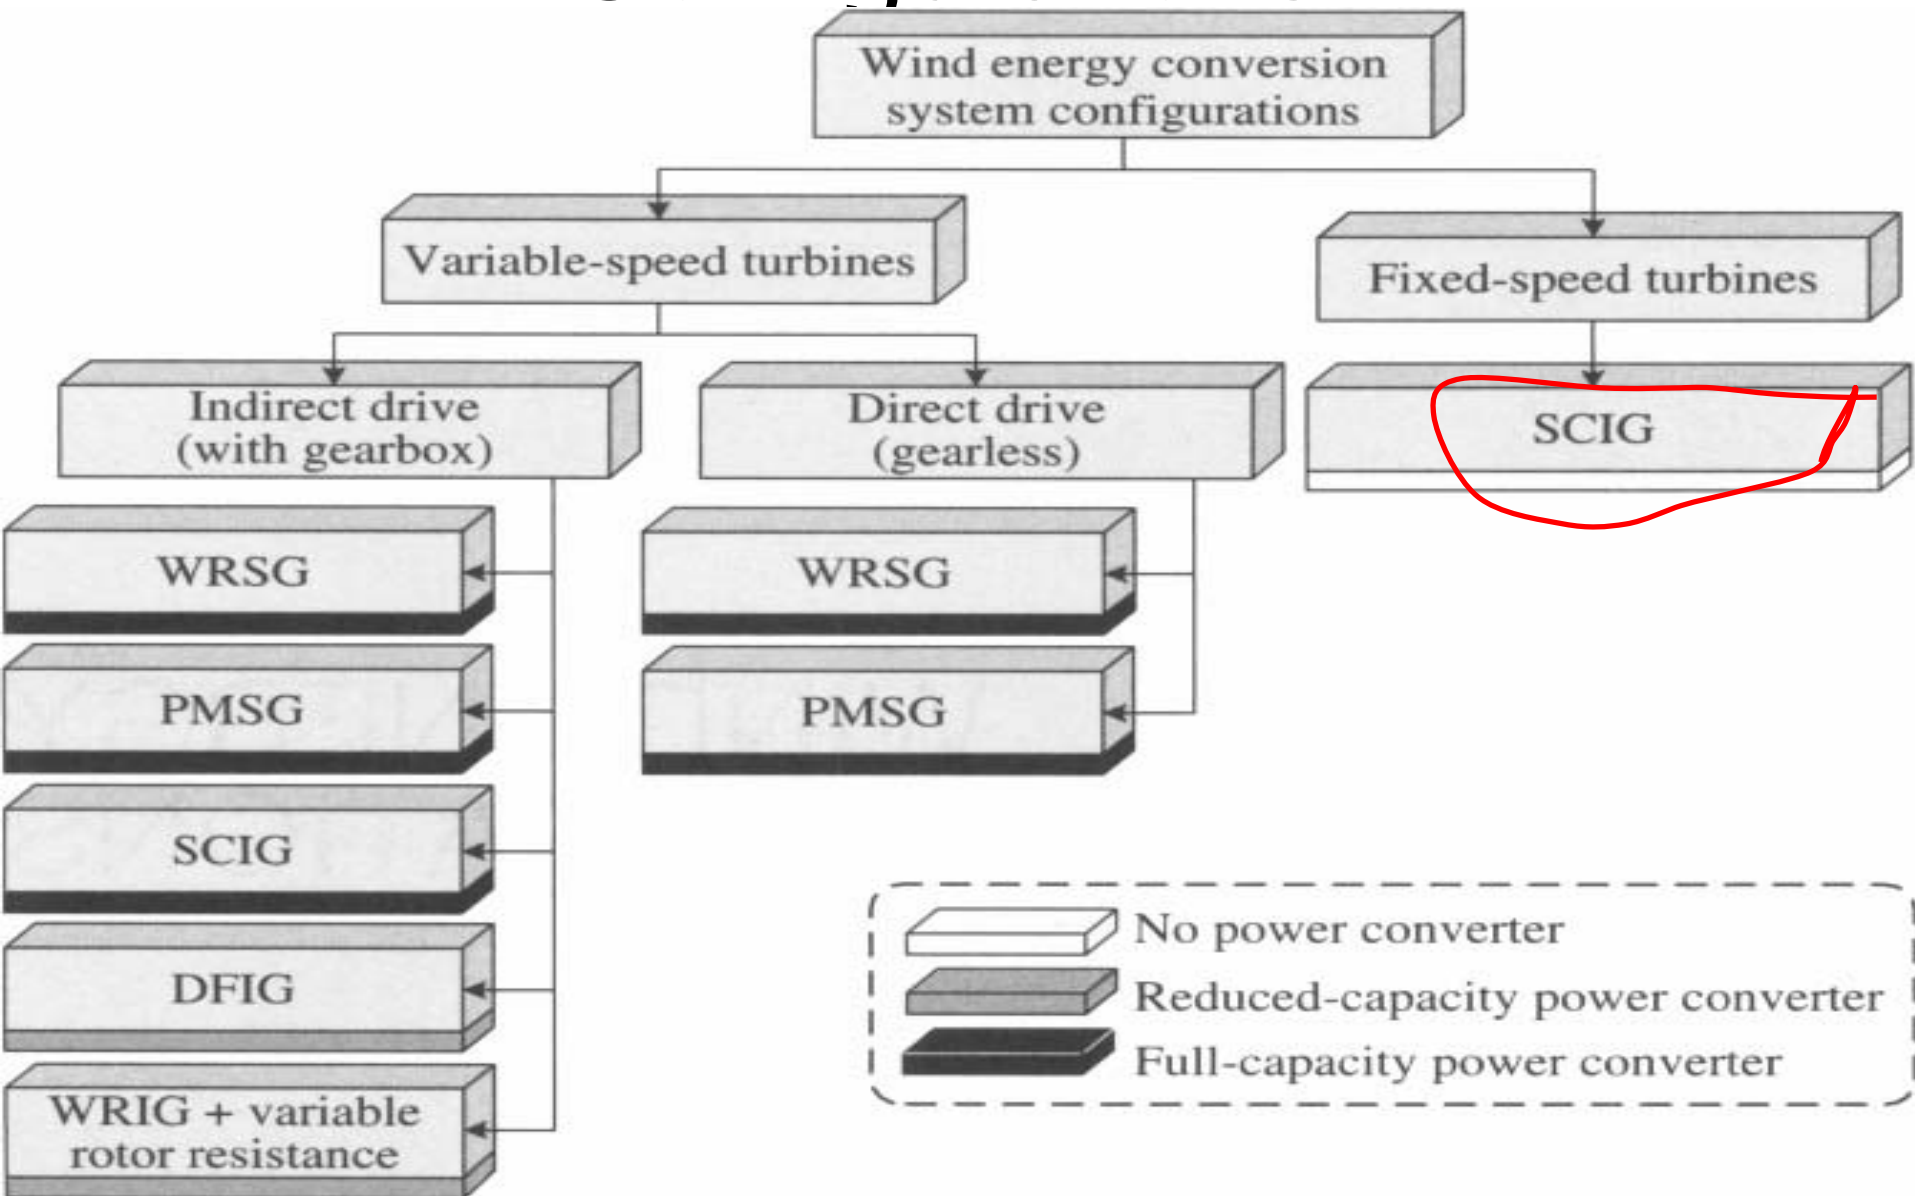 Wind energy conversion
system configurations
Variable-speed turbines
Fixed-speed turbines
Indirect drive
(with gearbox)
Direct drive
(gearless)
SCIG
WRSG
WRSG
PMSG
PMSG
SCIG
DFIG
WRIG + variable
rotor resistance
No power converter
Reduced-capacity power converter
Full-capacity power converter